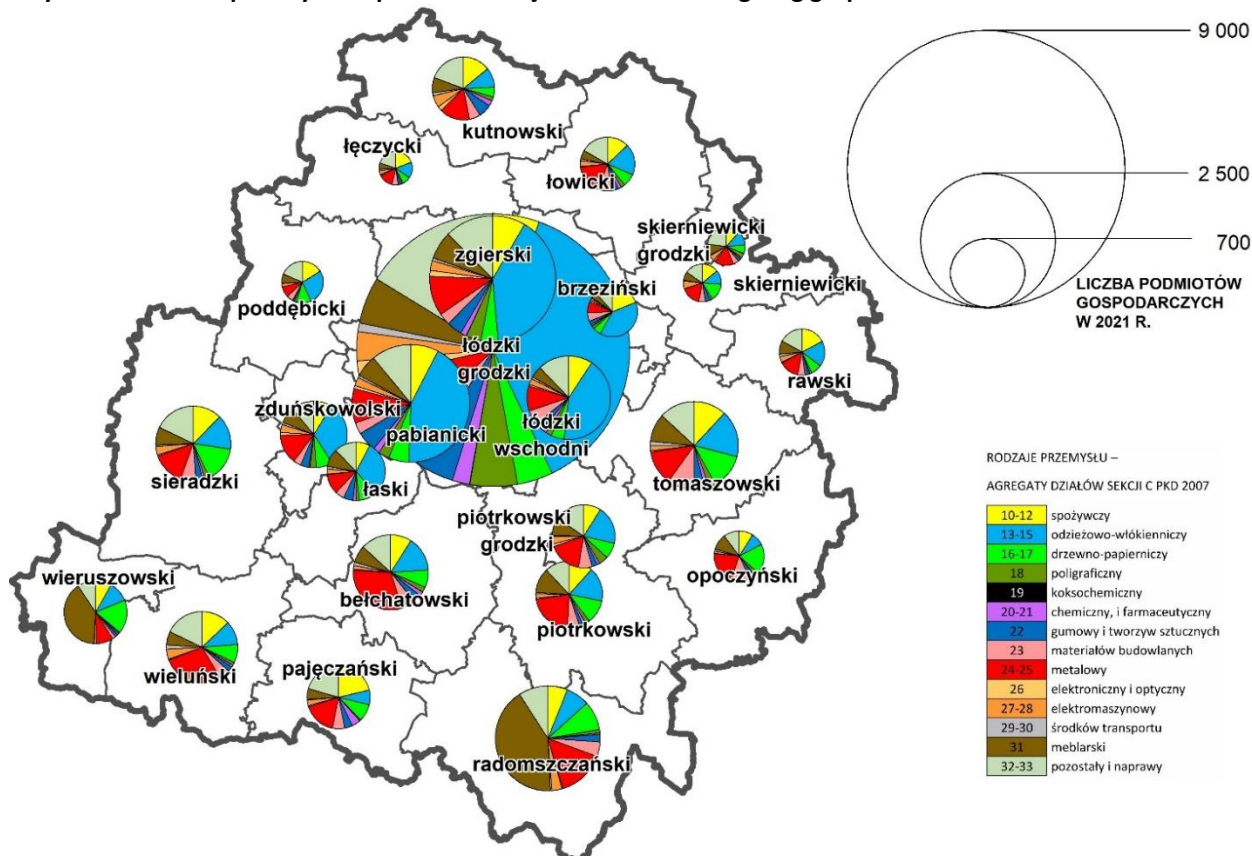 9 000
2 500
700
LICZBA PODMIOTÓW
GOSPODARCZYCH
W 2021 R.
kutnowski
łęczycki
łowicki
skierniewicki
grodzki
skierniewicki
zgierski
brzeziński
poddębicki
łódzki
grodzki
rawski
zduńskowolski
pabianicki
łódzki
wschodni
sieradzki
łaski
tomaszowski
piotrkowski
grodzki
opoczyński
wieruszowski
bełchatowski
piotrkowski
wieluński
pajęczański
radomszczański
RODZAJE PRZEMYSŁU –
AGREGATY DZIAŁÓW SEKCJI C PKD 2007
10-12 spożywczy
13-15 odzieżowo-włókienniczy
16-17 drzewno-papierniczy
18 poligraficzny
19 koksochemiczny
20-21 chemiczny, i farmaceutyczny
22 gumowy i tworzyw sztucznych
23 materiałów budowlanych
24-25 metalowy
26 elektroniczny i optyczny
27-28 elektromaszynowy
29-30 środków transportu
31 meblarski
32-33 pozostały i naprawy